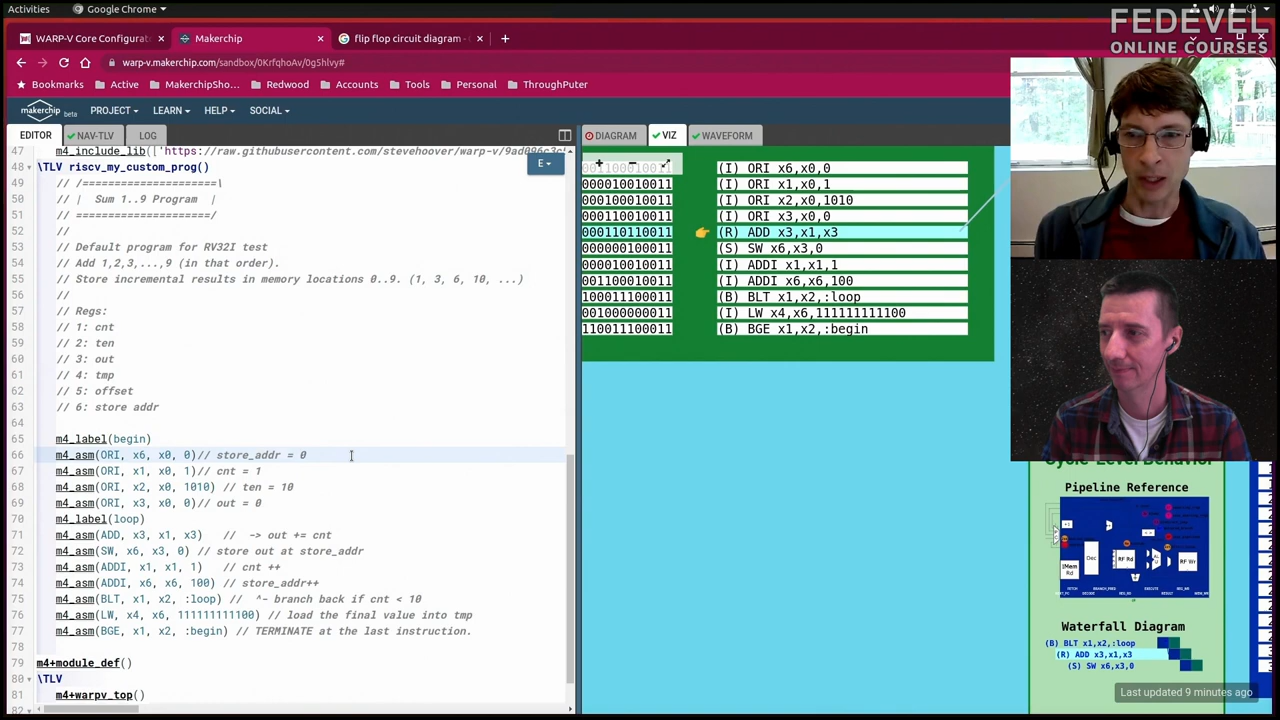 Activities
Google Chrome
WARP-V Core Configurat
Makerchip
flip flop circuit diagram -
FEDEVEL
ONLINE COURSES
warp-v.makerchip.com/sandbox/0KrfqhoAv/0g5hlvy#
Bookmarks
Active
MakerchipSho...
Redwood
Accounts
Tools
Personal
ThroughPuter
makerchip beta
PROJECT
LEARN
HELP
SOCIAL
EDITOR
NAV-TLV
LOG
DIAGRAM
VIZ
WAVEFORM
E
47 m4_include_lib(['https://raw.githubusercontent.com/stevehoover/warp-v/9ad096c3c
48 \TLV riscv_my_custom_prog()
49 // /=====================\
50 // | Sum 1..9 Program |
51 // =====================/
52 //
53 // Default program for RV32I test
54 // Add 1,2,3,...,9 (in that order).
55 // Store incremental results in memory locations 0..9. (1, 3, 6, 10, ...)
56 //
57 // Regs:
58 // 1: cnt
59 // 2: ten
60 // 3: out
61 // 4: tmp
62 // 5: offset
63 // 6: store addr
64
65 m4_label(begin)
66 m4_asm(ORI, x6, x0, 0)// store_addr = 0
67 m4_asm(ORI, x1, x0, 1)// cnt = 1
68 m4_asm(ORI, x2, x0, 1010) // ten = 10
69 m4_asm(ORI, x3, x0, 0)// out = 0
70 m4_label(loop)
71 m4_asm(ADD, x3, x1, x3) // -> out += cnt
72 m4_asm(SW, x6, x3, 0) // store out at store_addr
73 m4_asm(ADDI, x1, x1, 1) // cnt ++
74 m4_asm(ADDI, x6, x6, 100) // store_addr++
75 m4_asm(BLT, x1, x2, :loop) // ^- branch back if cnt < 10
76 m4_asm(LW, x4, x6, 111111111100) // load the final value into tmp
77 m4_asm(BGE, x1, x2, :begin) // TERMINATE at the last instruction.
78
79 m4+module_def()
80 \TLV
81 m4+warpv_top()
82
001100010011 (I) ORI x6,x0,0
000010010011 (I) ORI x1,x0,1
000100010011 (I) ORI x2,x0,1010
000110010011 (I) ORI x3,x0,0
000110110011 (R) ADD x3,x1,x3
000000100011 (S) SW x6,x3,0
000010010011 (I) ADDI x1,x1,1
001100010011 (I) ADDI x6,x6,100
100011100011 (B) BLT x1,x2,:loop
001000000011 (I) LW x4,x6,111111111100
110011100011 (B) BGE x1,x2,:begin
Cycle-Level Behavior
Pipeline Reference
IMem Rd
Dec
RF Rd
RF Wr
Waterfall Diagram
(B) BLT x1,x2,:loop
(R) ADD x3,x1,x3
(S) SW x6,x3,0
Last updated 9 minutes ago